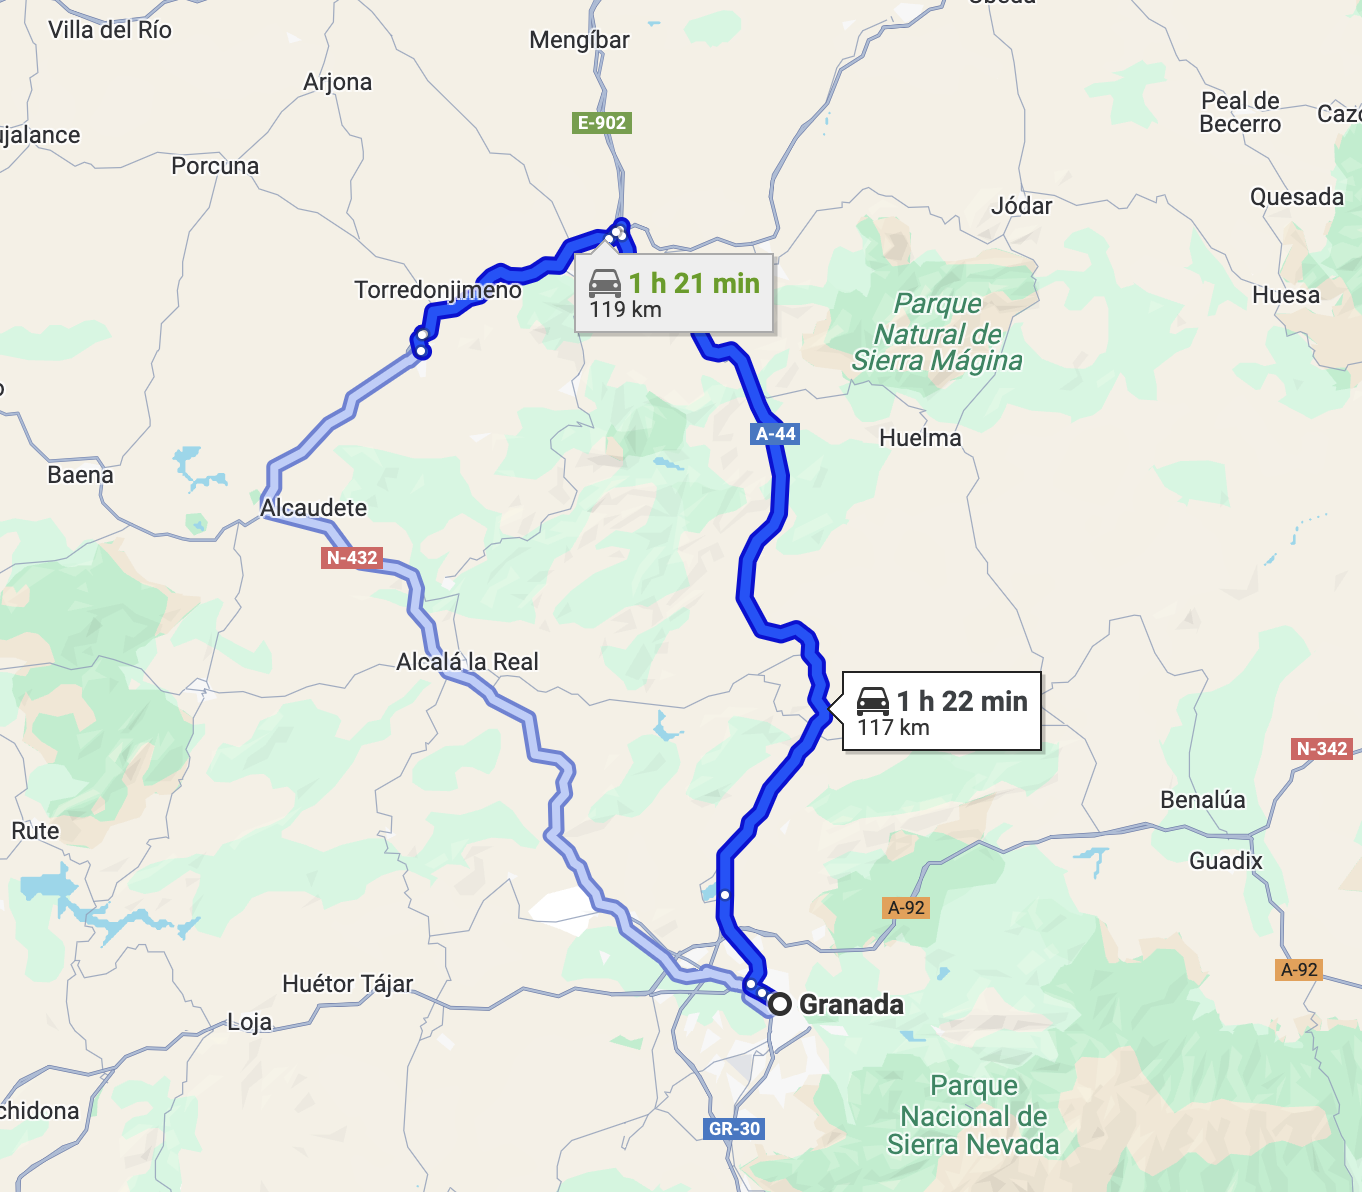 Úbeda
Villa del Río
Mengíbar
Arjona
Peal de
Becerro
Cazo
E-902
ujalance
Porcuna
Quesada
Jódar
1 h 21 min
119 km
Torredonjimeno
Huesa
Parque
Natural de
Sierra Mágina
A-44
Huelma
Baena
Alcaudete
N-432
Alcalá la Real
1 h 22 min
117 km
N-342
Benalúa
Rute
Guadix
A-92
A-92
Huétor Tájar
Granada
Loja
chidona
Parque
Nacional de
Sierra Nevada
GR-30